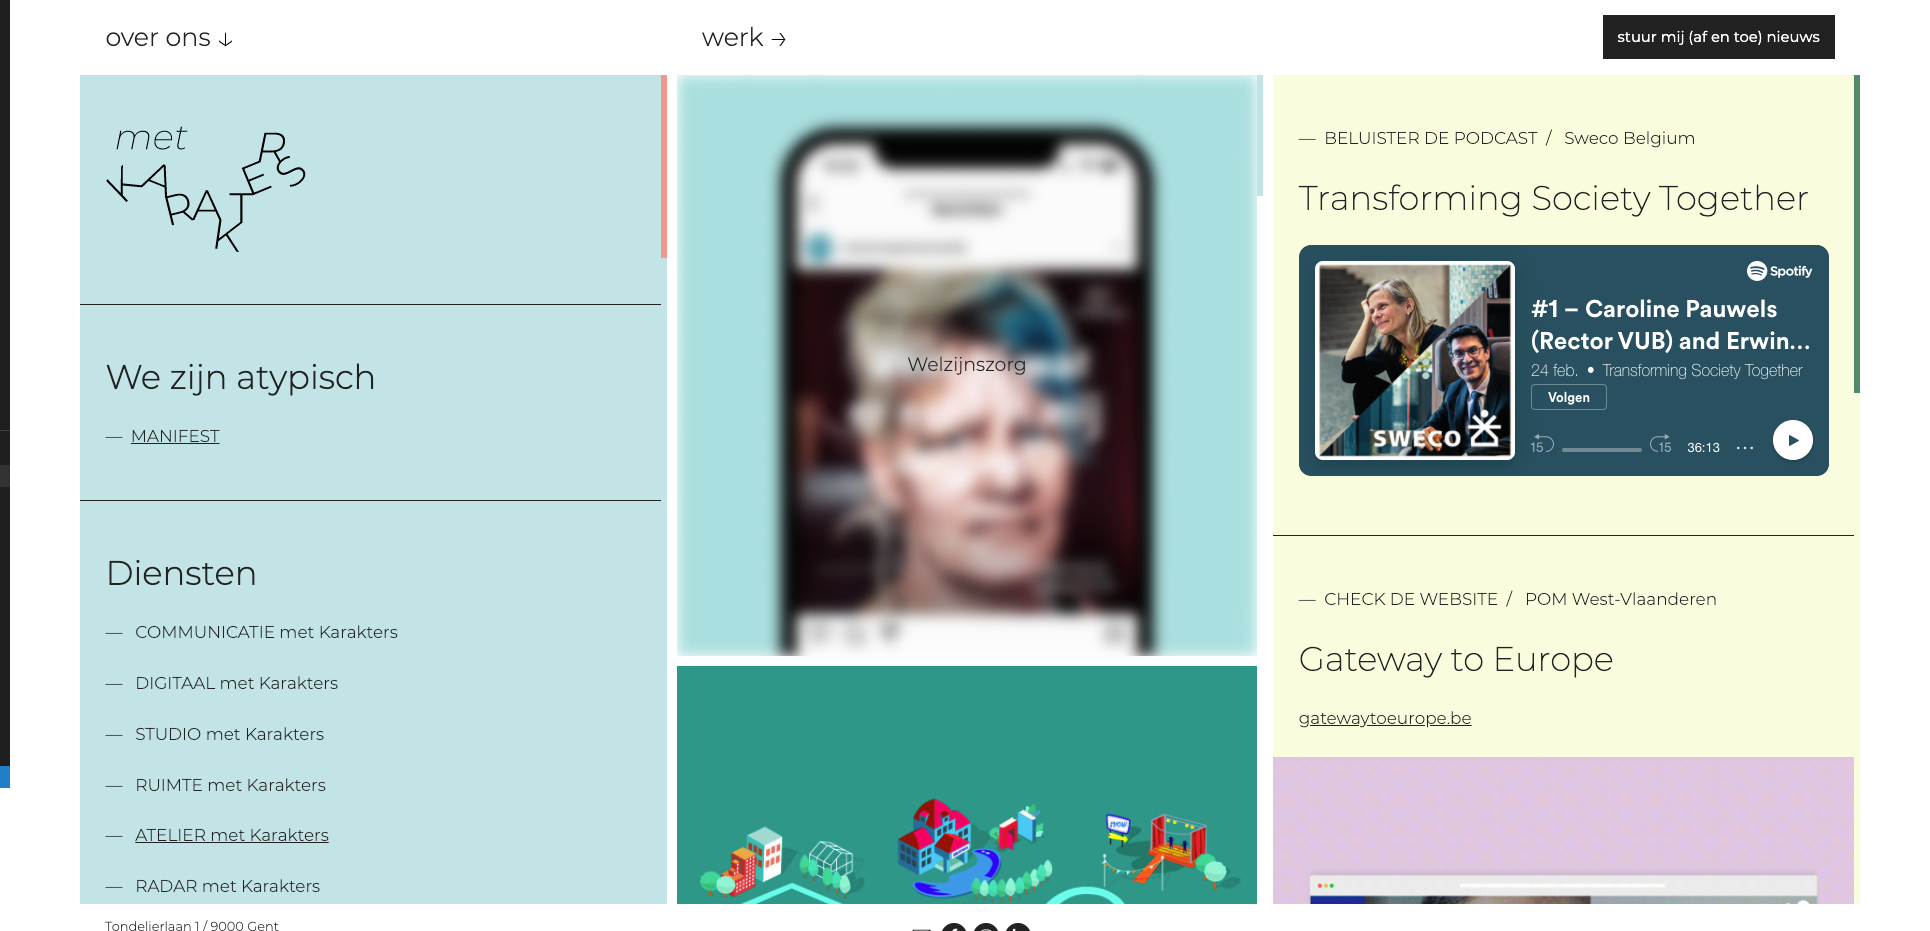 over ons ↓
werk →
stuur mij (af en toe) nieuws
met
KARAKTERS
We zijn atypisch
— MANIFEST
Diensten
— COMMUNICATIE met Karakters
— DIGITAAL met Karakters
— STUDIO met Karakters
— RUIMTE met Karakters
— ATELIER met Karakters
— RADAR met Karakters
Tondelierlaan 1 / 9000 Gent
Welzijnszorg
— BELUISTER DE PODCAST / Sweco Belgium
Transforming Society Together
Spotify
#1 – Caroline Pauwels
(Rector VUB) and Erwin...
24 feb. • Transforming Society Together
Volgen
SWECO
15 15 36:13 ...
— CHECK DE WEBSITE / POM West-Vlaanderen
Gateway to Europe
gatewaytoeurope.be